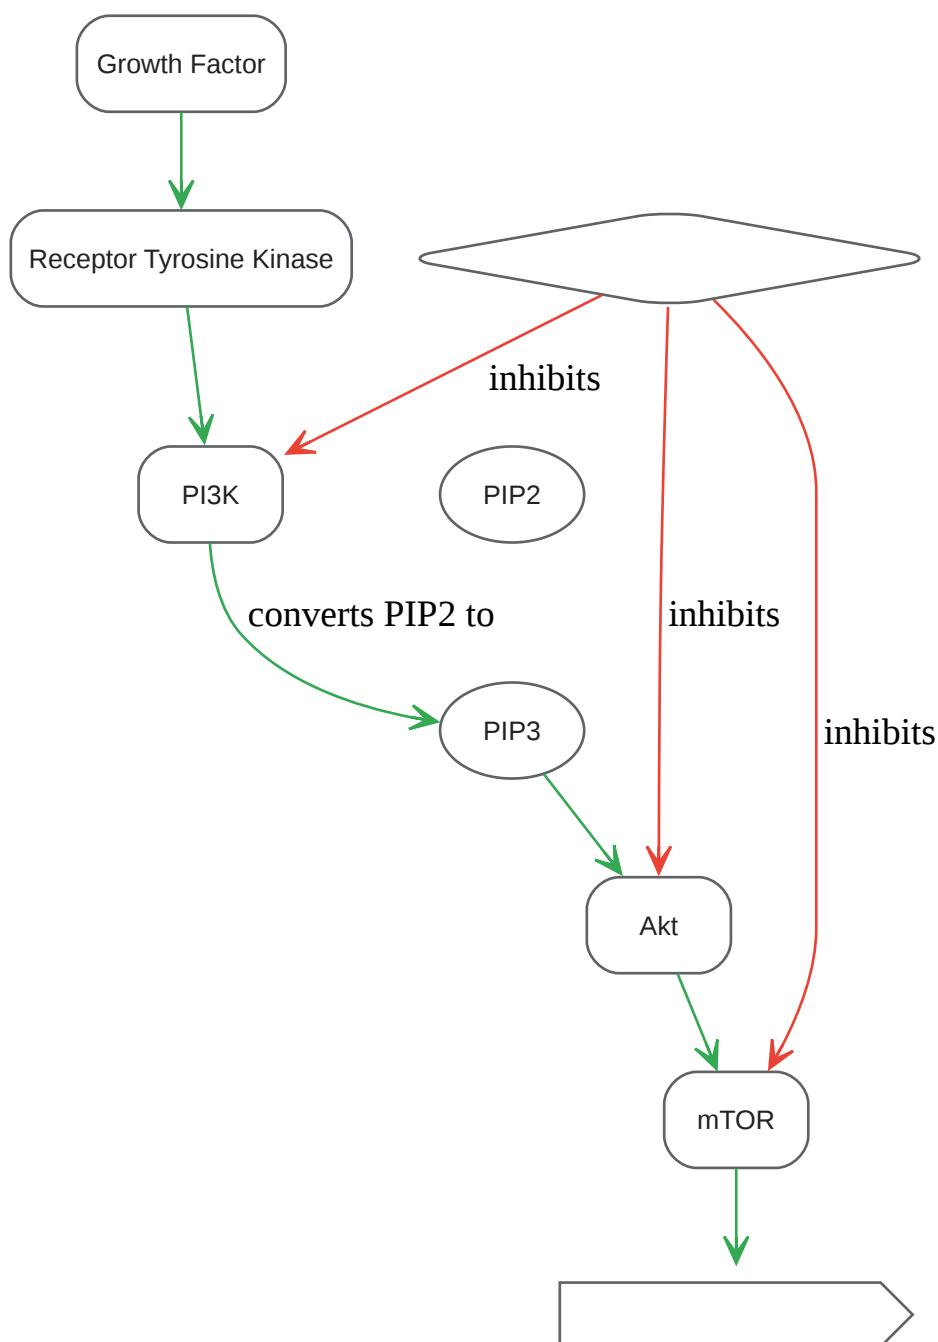 Growth Factor
Receptor Tyrosine Kinase
inhibits
PI3K
PIP2
converts PIP2 to
inhibits
PIP3
inhibits
Akt
mTOR